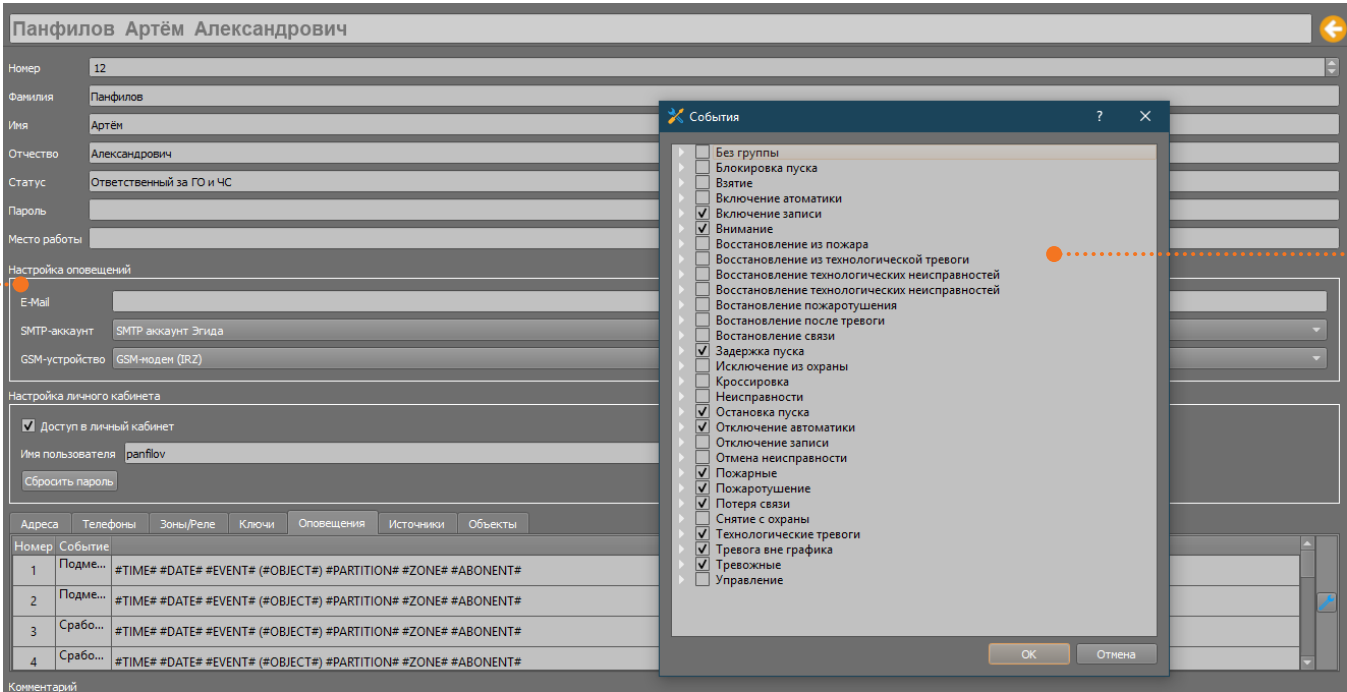 Панфилов Артём Александрович
Номер 12
Фамилия Панфилов
Имя Артём
Отчество Александрович
Статус Ответственный за ГО и ЧС
Пароль
Место работы
Настройка оповещений
E-Mail
SMTP-аккаунт SMTP аккаунт Эгида
GSM-устройство GSM-модем (IRZ)
Настройка личного кабинета
Доступ в личный кабинет
Имя пользователя panfilov
Сбросить пароль
Адреса Телефоны Зоны/Реле Ключи Оповещения Источники Объекты
Номер Событие
1 Подме... #TIME# #DATE# #EVENT# (#OBJECT#) #PARTITION# #ZONE# #ABONENT#
2 Подме... #TIME# #DATE# #EVENT# (#OBJECT#) #PARTITION# #ZONE# #ABONENT#
3 Срабо... #TIME# #DATE# #EVENT# (#OBJECT#) #PARTITION# #ZONE# #ABONENT#
4 Срабо... #TIME# #DATE# #EVENT# (#OBJECT#) #PARTITION# #ZONE# #ABONENT#
Комментарий
События ?
Без группы
Блокировка пуска
Взятие
Включение атоматики
Включение записи
Внимание
Восстановление из пожара
Восстановление из технологической тревоги
Восстановление технологических неисправностей
Восстановление технологических неисправностей
Востановление пожаротушения
Востановление после тревоги
Востановление связи
Задержка пуска
Исключение из охраны
Кроссировка
Неисправности
Остановка пуска
Отключение автоматики
Отключение записи
Отмена неисправности
Пожарные
Пожаротушение
Потеря связи
Снятие с охраны
Технологические тревоги
Тревога вне графика
Тревожные
Управление
OK Отмена